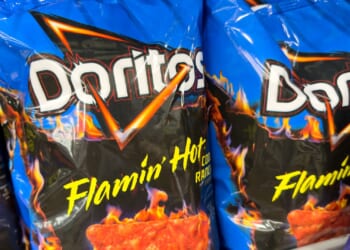 Doritos
Flamin' Hot
Dor
Flamin'